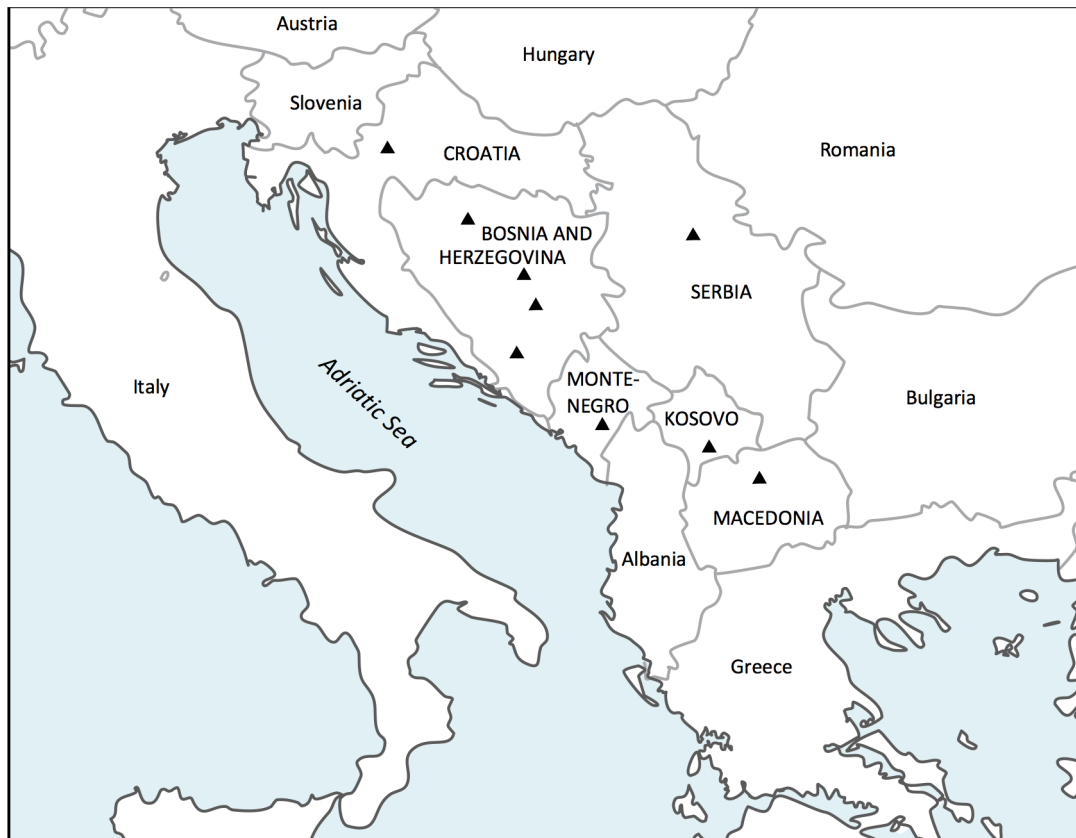 Austria
Hungary
Slovenia
CROATIA
Romania
BOSNIA AND
HERZEGOVINA
SERBIA
Italy
Adriatic Sea
MONTE-
NEGRO
KOSOVO
Bulgaria
MACEDONIA
Albania
Greece